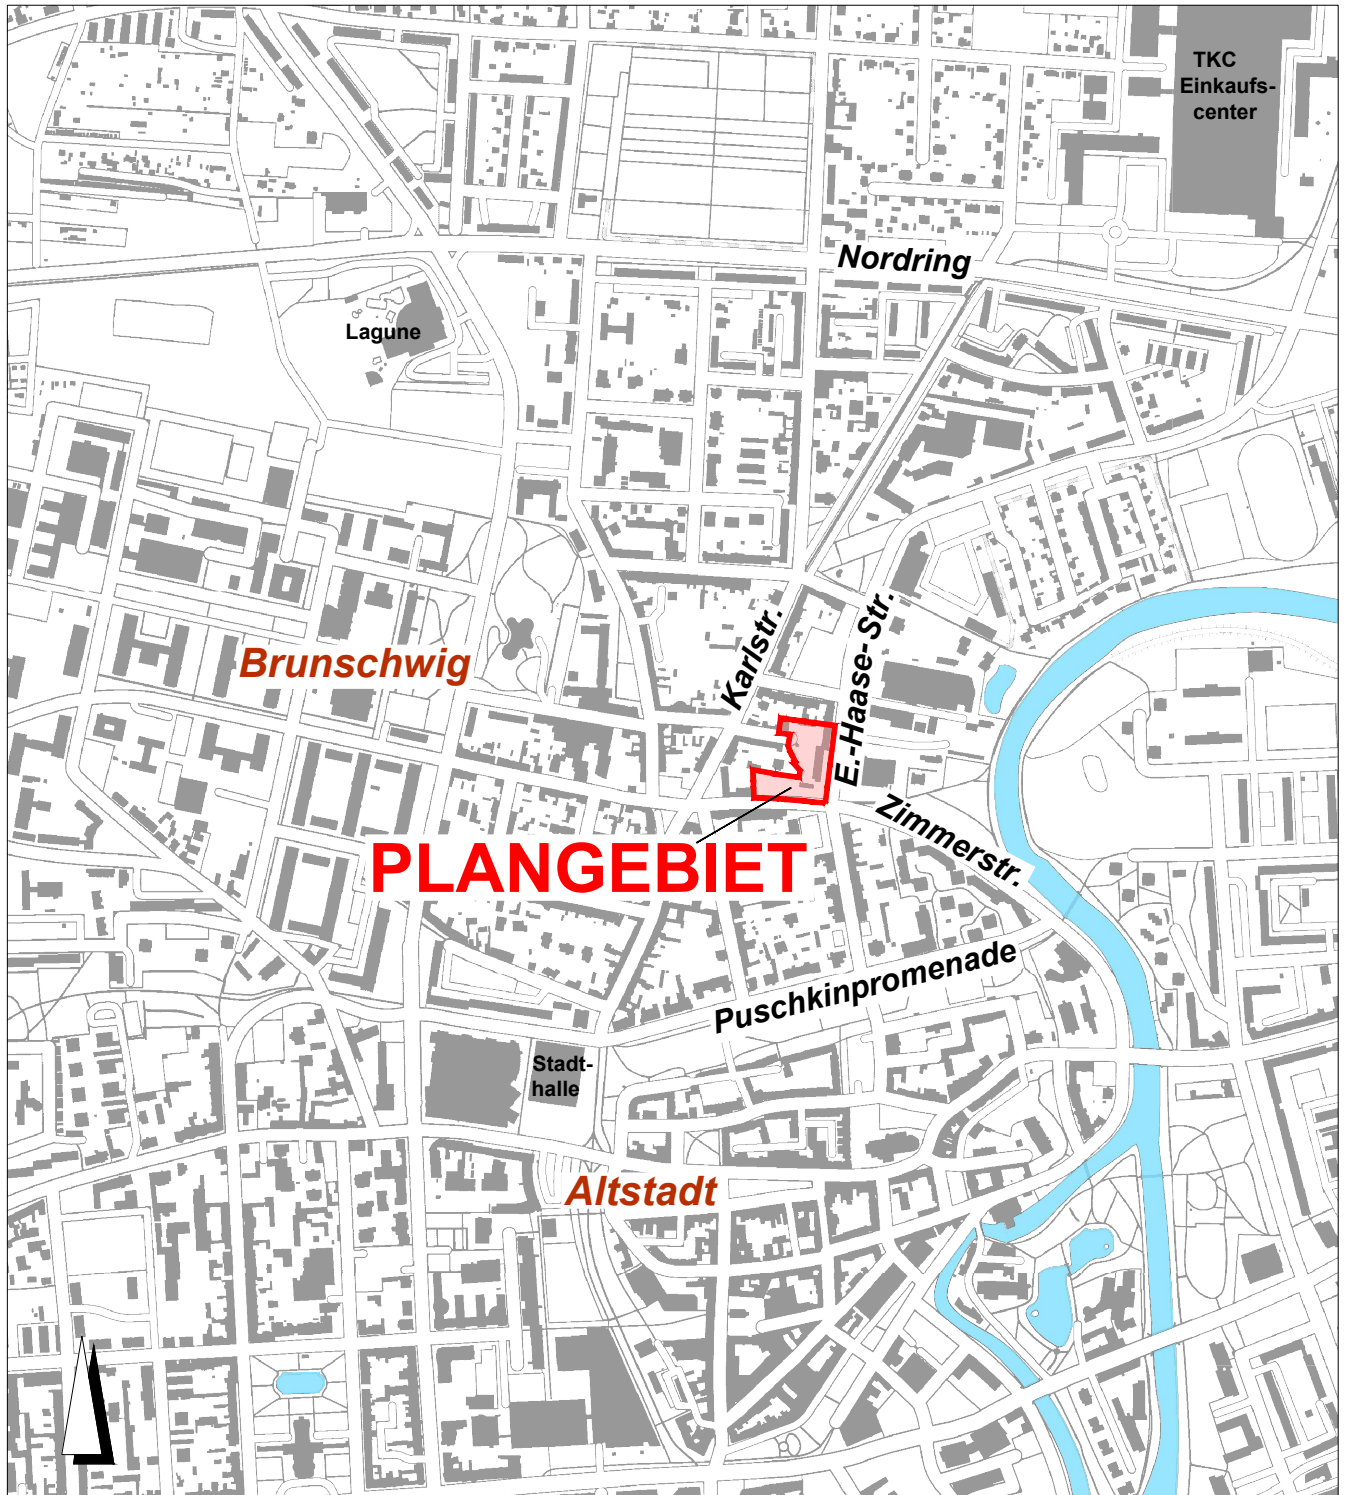 TKC
Einkaufs-
center
Nordring
Lagune
Karlstr.
E.-Haase-Str.
Brunschwig
Zimmerstr.
PLANGEBIET
Puschkinpromenade
Stadt-
halle
Altstadt